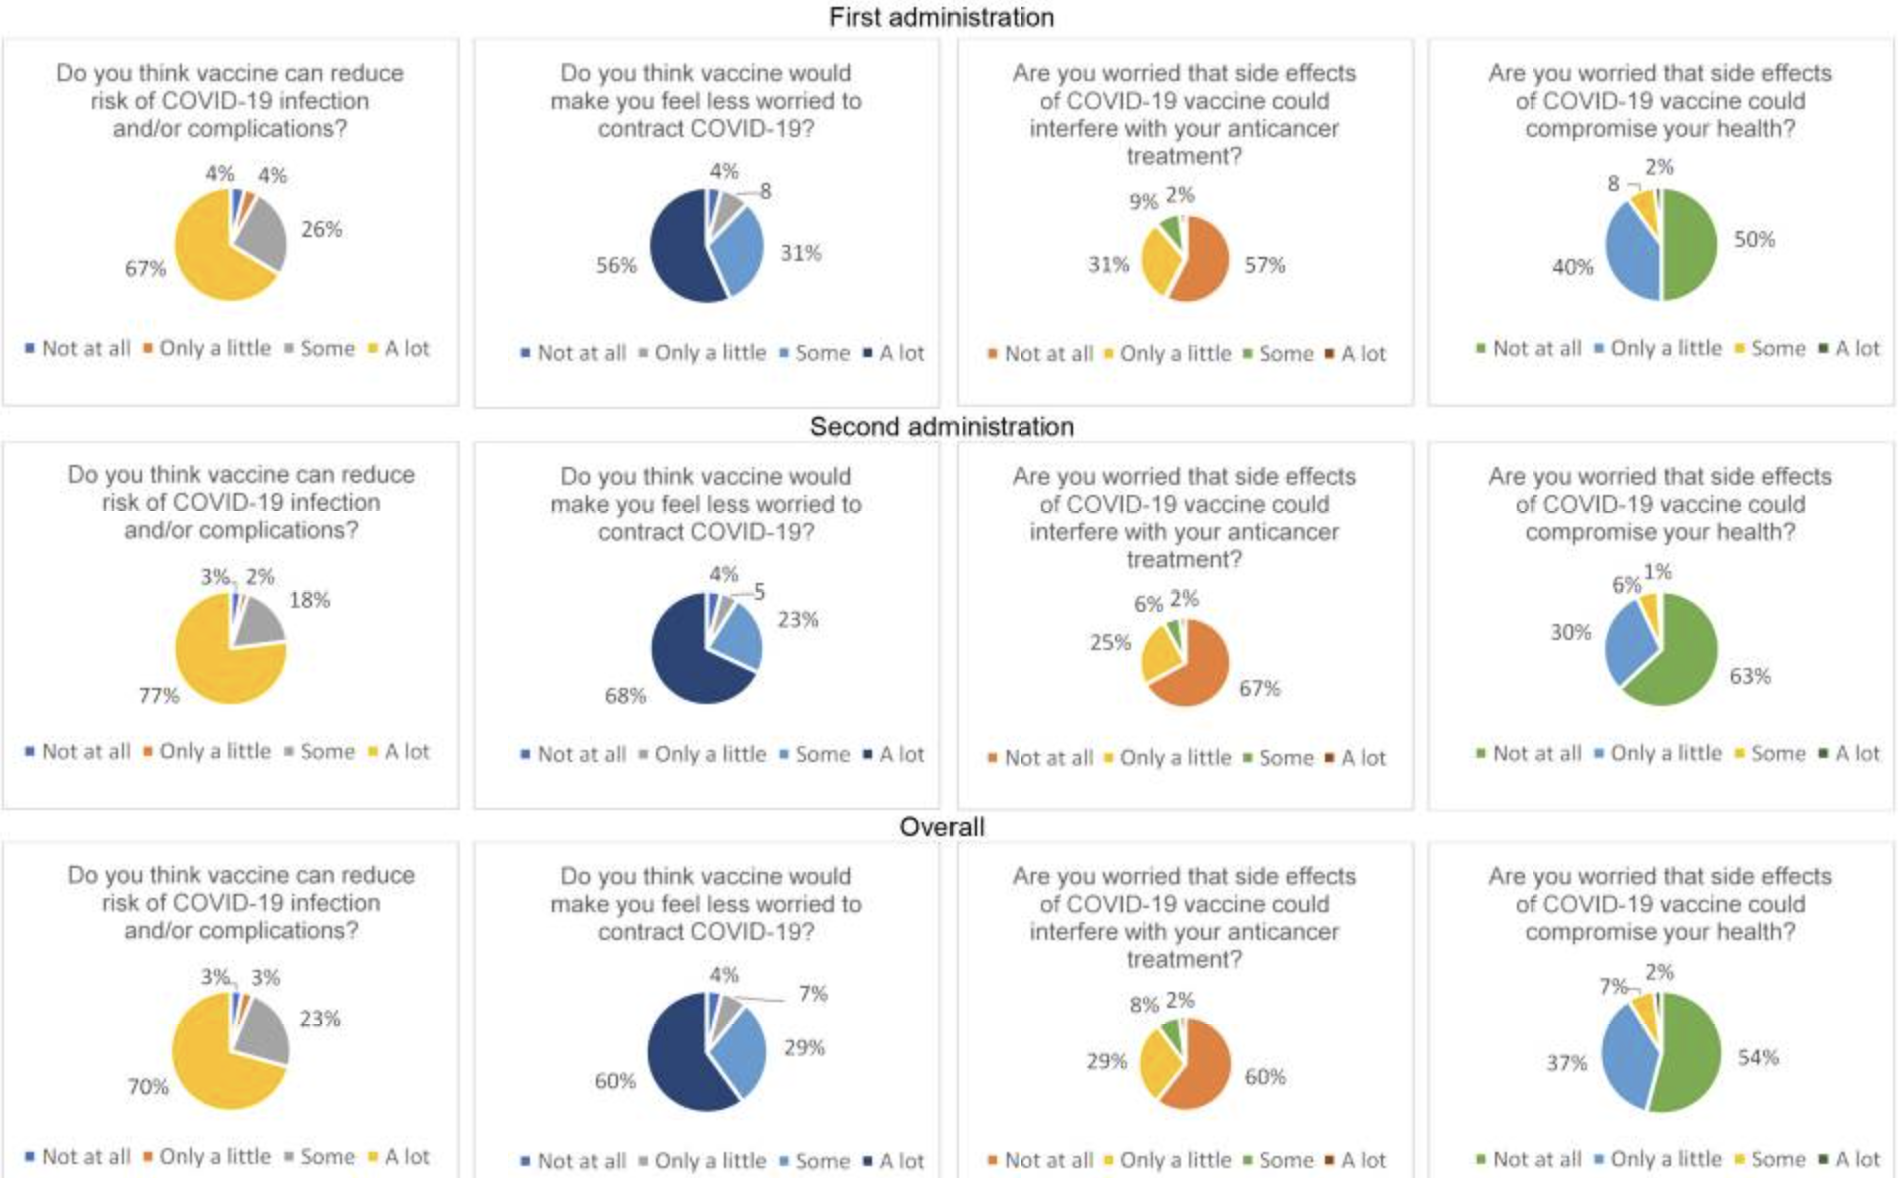 First administration
Do you think vaccine can reduce
risk of COVID-19 infection
and/or complications?
4% 4%
26%
67%
Not at all Only a little Some A lot
Do you think vaccine would
make you feel less worried to
contract COVID-19?
4%
8
31%
56%
Not at all Only a little Some A lot
Are you worried that side effects
of COVID-19 vaccine could
interfere with your anticancer
treatment?
9% 2%
31% 57%
Not at all Only a little Some A lot
Are you worried that side effects
of COVID-19 vaccine could
compromise your health?
2%
8
50%
40%
Not at all Only a little Some A lot
Second administration
Do you think vaccine can reduce
risk of COVID-19 infection
and/or complications?
3% 2%
18%
77%
Not at all Only a little Some A lot
Do you think vaccine would
make you feel less worried to
contract COVID-19?
4%
5
23%
68%
Not at all Only a little Some A lot
Are you worried that side effects
of COVID-19 vaccine could
interfere with your anticancer
treatment?
6% 2%
25%
67%
Not at all Only a little Some A lot
Are you worried that side effects
of COVID-19 vaccine could
compromise your health?
6% 1%
30%
63%
Not at all Only a little Some A lot
Overall
Do you think vaccine can reduce
risk of COVID-19 infection
and/or complications?
3% 3%
23%
70%
Not at all Only a little Some A lot
Do you think vaccine would
make you feel less worried to
contract COVID-19?
4%
7%
29%
60%
Not at all Only a little Some A lot
Are you worried that side effects
of COVID-19 vaccine could
interfere with your anticancer
treatment?
8% 2%
29%
60%
Not at all Only a little Some A lot
Are you worried that side effects
of COVID-19 vaccine could
compromise your health?
2%
7%
54%
37%
Not at all Only a little Some A lot